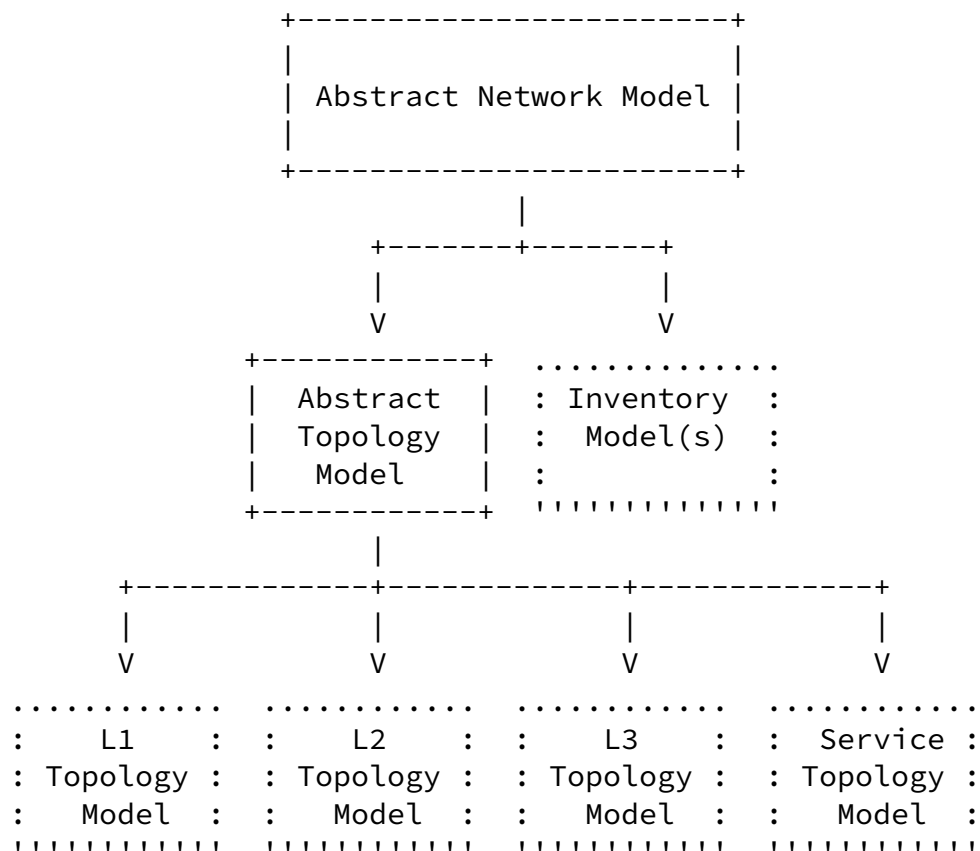 Abstract Network Model
V V
Abstract : Inventory :
Topology : Model(s) :
Model : :
V V V V
: L1 : : L2 : : L3 : : Service :
: Topology : : Topology : : Topology : : Topology :
: Model : : Model : : Model : : Model :